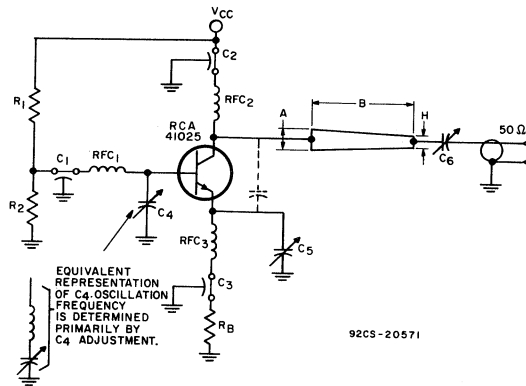 VCC
C2
R1
RFC2
RCA
41025
A
B
H
50Ω
C1
RFC1
C6
R2
C4
RFC3
C5
EQUIVALENT
REPRESENTATION
OF C4. OSCILLATION
FREQUENCY
IS DETERMINED
PRIMARILY BY
C4 ADJUSTMENT.
C3
RB
92CS-20571